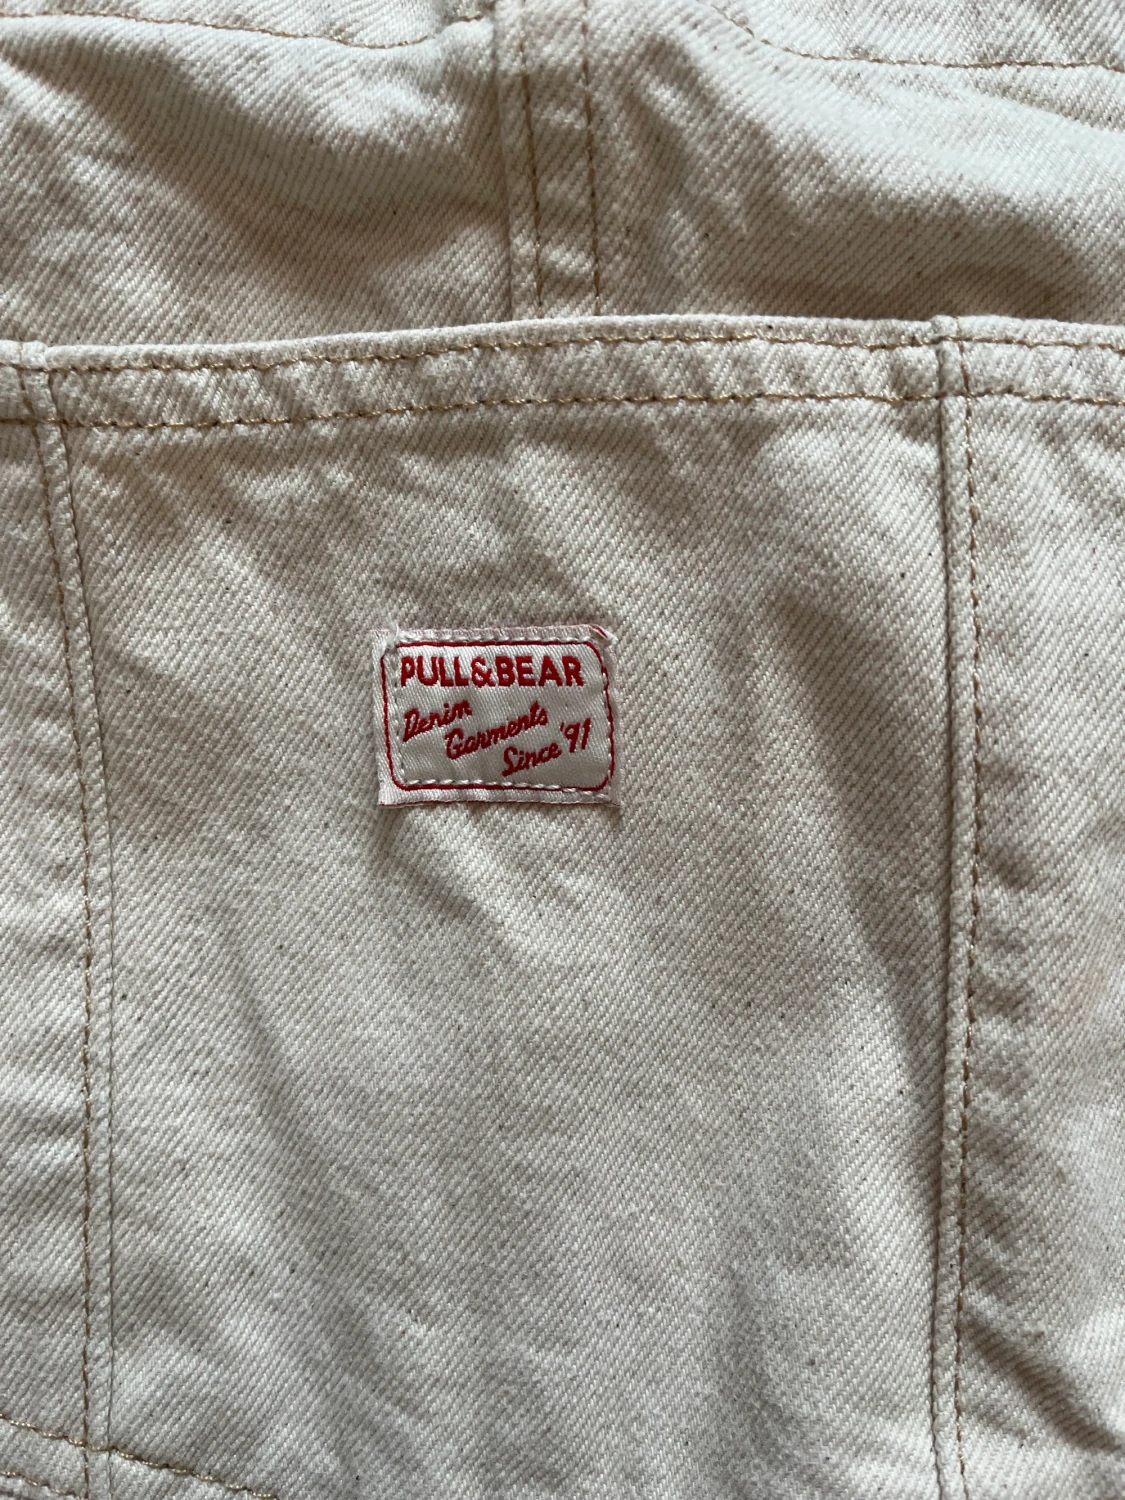 PULL&BEAR
Denim
Garments
Since '91